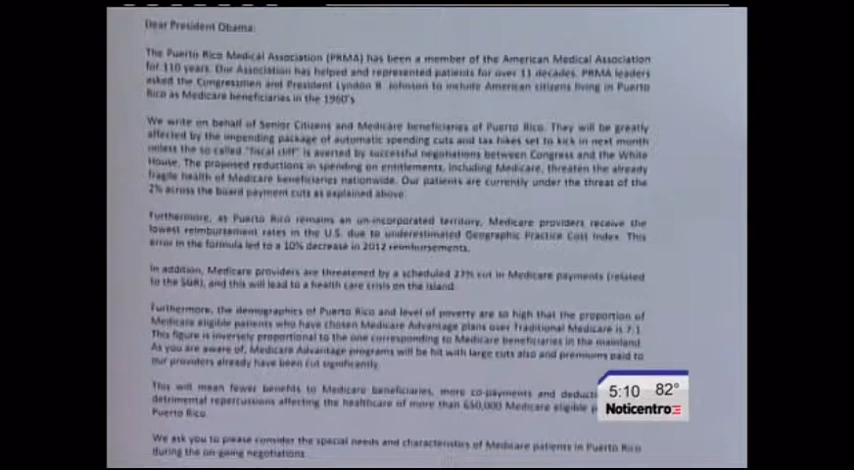 Dear President Obama:
The Puerto Rico Medical Association (PRMA) has been a member of the American Medical Association
for 110 years. Our Association has helped and represented patients for over 11 decades. PRMA leaders
asked the Congressmen and President Lyndon B. Johnson to include American citizens living in Puerto
Rico as Medicare beneficiaries in the 1960's
We write on behalf of Senior Citizens and Medicare beneficiaries of Puerto Rico. They will be greatly
affected by the impending package of automatic spending cuts and tax hikes set to kick in next month
unless the so called "fiscal cliff" is averted by successful negotiations between Congress and the White
House. The proposed reductions in spending on entitlements, including Medicare, threaten the already
fragile health of Medicare beneficiaries nationwide. Our patients are currently under the threat of the
2% across the board payment cuts as explained above.
Furthermore, as Puerto Rico remains an un-incorporated territory, Medicare providers receive the
lowest reimbursement rates in the U.S. due to underestimated Geographic Practice Cost Index. This
error in the formula led to a 10% decrease in 2012 reimbursements.
In addition, Medicare providers are threatened by a scheduled 27% cut in Medicare payments (related
to the SGR), and this will lead to a health care crisis on the island.
Furthermore, the demographics of Puerto Rico and level of poverty are so high that the proportion of
Medicare eligible patients who have chosen Medicare Advantage plans over Traditional Medicare is 7:1.
This figure is inversely proportional to the one corresponding to Medicare beneficiaries in the mainland.
As you are aware of, Medicare Advantage programs will be hit with large cuts also and premiums paid to
our providers already have been cut significantly.
This will mean fewer benefits to Medicare beneficiaries, more co-payments and
detrimental repercussions affecting the healthcare of more than 650,000 Medicare eligible
Puerto Rico.
We ask you to please consider the special needs and characteristics of Medicare patients in Puerto Rico
during the on-going negotiations.
5:10 82°
Noticentro